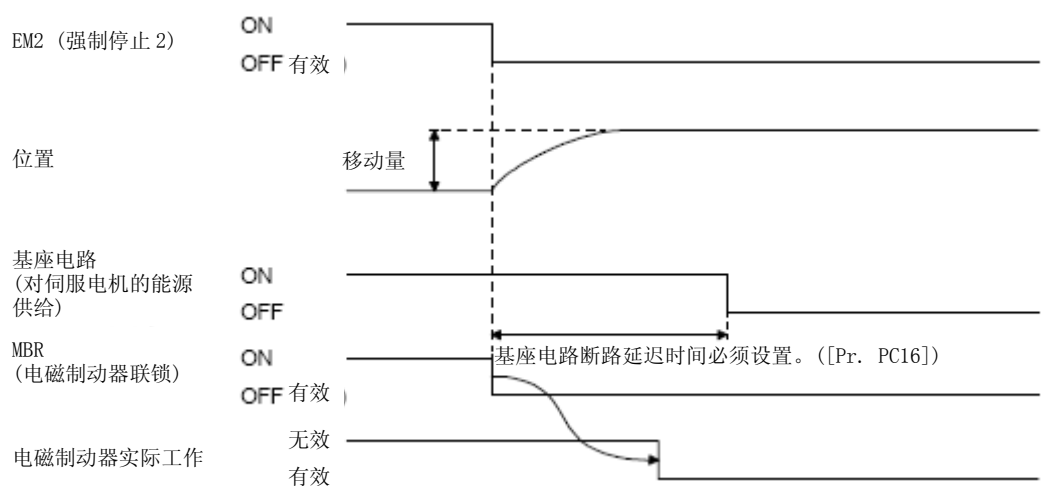 EM2 (强制停止 2)
ON
OFF 有效 )
位置
移动量
基座电路
(对伺服电机的能源
供给)
ON
OFF
基座电路断路延迟时间必须设置。([Pr. PC16])
MBR
(电磁制动器联锁)
ON
OFF 有效 )
电磁制动器实际工作
无效
有效